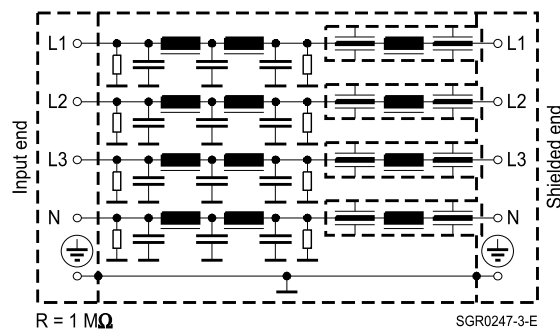 L1 L1
L2 L2
L3 L3
N N
Input end
Shielded end
R = 1 MΩ
SGR0247-3-E